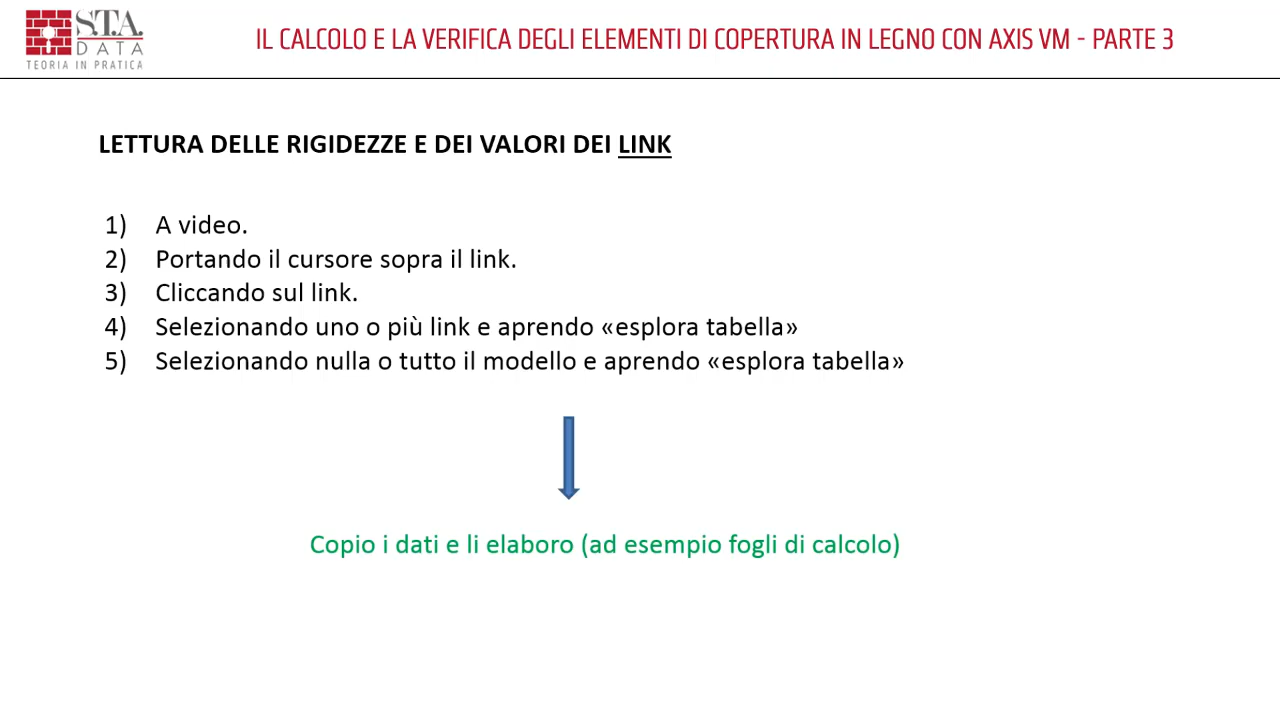 S.T.A.
DATA
TEORIA IN PRATICA
IL CALCOLO E LA VERIFICA DEGLI ELEMENTI DI COPERTURA IN LEGNO CON AXIS VM - PARTE 3
LETTURA DELLE RIGIDEZZE E DEI VALORI DEI LINK
1) A video.
2) Portando il cursore sopra il link.
3) Cliccando sul link.
4) Selezionando uno o più link e aprendo «esplora tabella»
5) Selezionando nulla o tutto il modello e aprendo «esplora tabella»
Copio i dati e li elaboro (ad esempio fogli di calcolo)